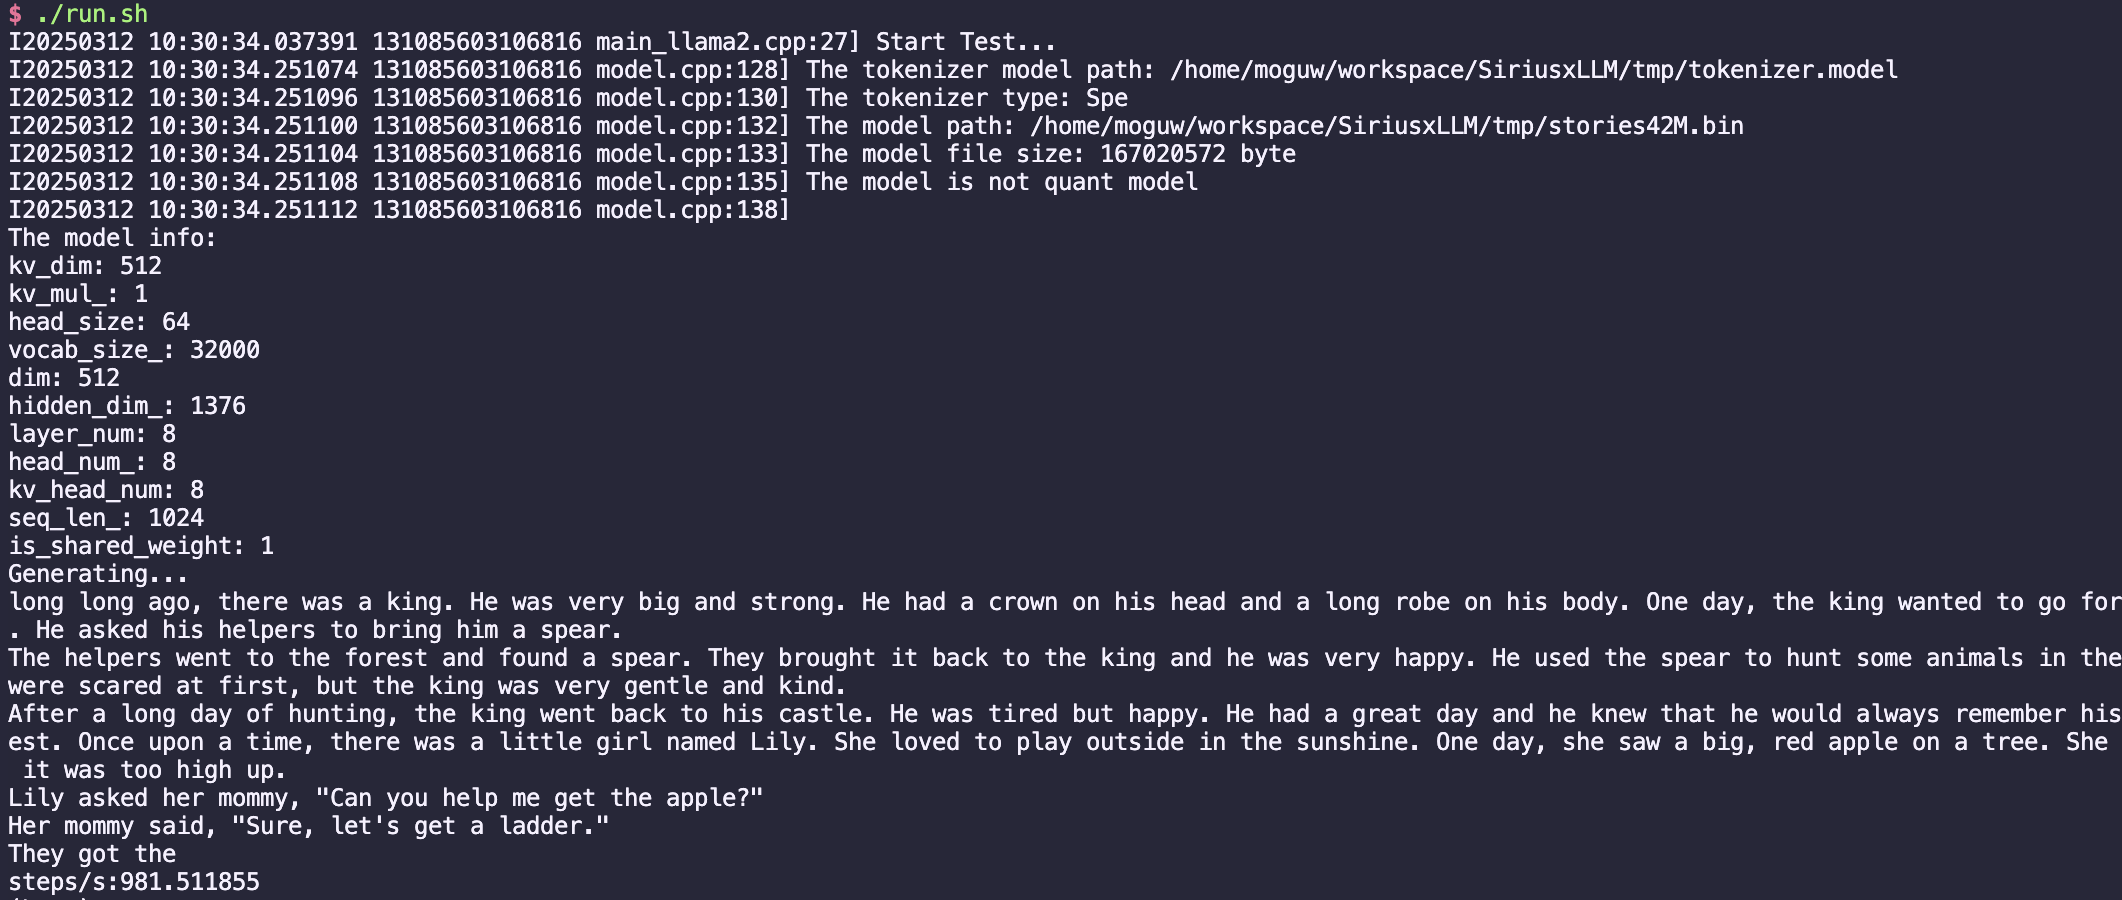 $ ./run.sh
I20250312 10:30:34.037391 131085603106816 main_llama2.cpp:27] Start Test...
I20250312 10:30:34.251074 131085603106816 model.cpp:128] The tokenizer model path: /home/moguw/workspace/SiriusxLLM/tmp/tokenizer.model
I20250312 10:30:34.251096 131085603106816 model.cpp:130] The tokenizer type: Spe
I20250312 10:30:34.251100 131085603106816 model.cpp:132] The model path: /home/moguw/workspace/SiriusxLLM/tmp/stories42M.bin
I20250312 10:30:34.251104 131085603106816 model.cpp:133] The model file size: 167020572 byte
I20250312 10:30:34.251108 131085603106816 model.cpp:135] The model is not quant model
I20250312 10:30:34.251112 131085603106816 model.cpp:138]
The model info:
kv_dim: 512
kv_mul_: 1
head_size: 64
vocab_size_: 32000
dim: 512
hidden_dim_: 1376
layer_num: 8
head_num_: 8
kv_head_num: 8
seq_len_: 1024
is_shared_weight: 1
Generating...
long long ago, there was a king. He was very big and strong. He had a crown on his head and a long robe on his body. One day, the king wanted to go for
. He asked his helpers to bring him a spear.
The helpers went to the forest and found a spear. They brought it back to the king and he was very happy. He used the spear to hunt some animals in the
were scared at first, but the king was very gentle and kind.
After a long day of hunting, the king went back to his castle. He was tired but happy. He had a great day and he knew that he would always remember his
est. Once upon a time, there was a little girl named Lily. She loved to play outside in the sunshine. One day, she saw a big, red apple on a tree. She
it was too high up.
Lily asked her mommy, "Can you help me get the apple?"
Her mommy said, "Sure, let's get a ladder."
They got the
steps/s:981.511855